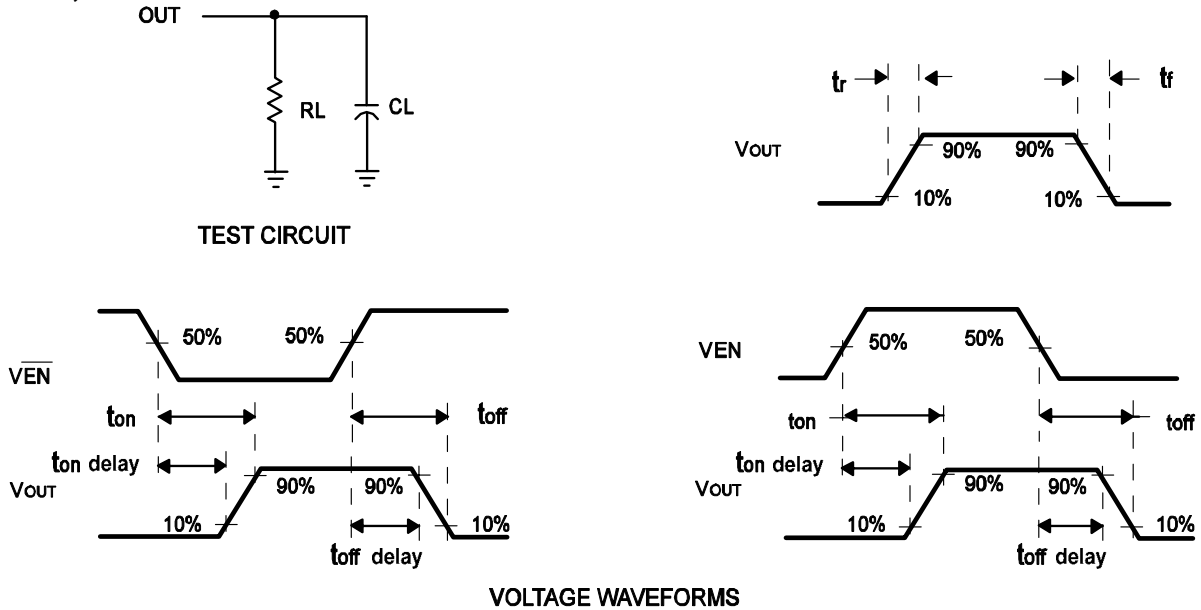 OUT
RL
CL
TEST CIRCUIT
tr
tf
VOUT
90%
90%
10%
10%
VEN
50%
50%
ton
toff
ton delay
VOUT
90%
90%
10%
10%
toff delay
VEN
50%
50%
ton
toff
ton delay
VOUT
90%
90%
10%
10%
toff delay
VOLTAGE WAVEFORMS